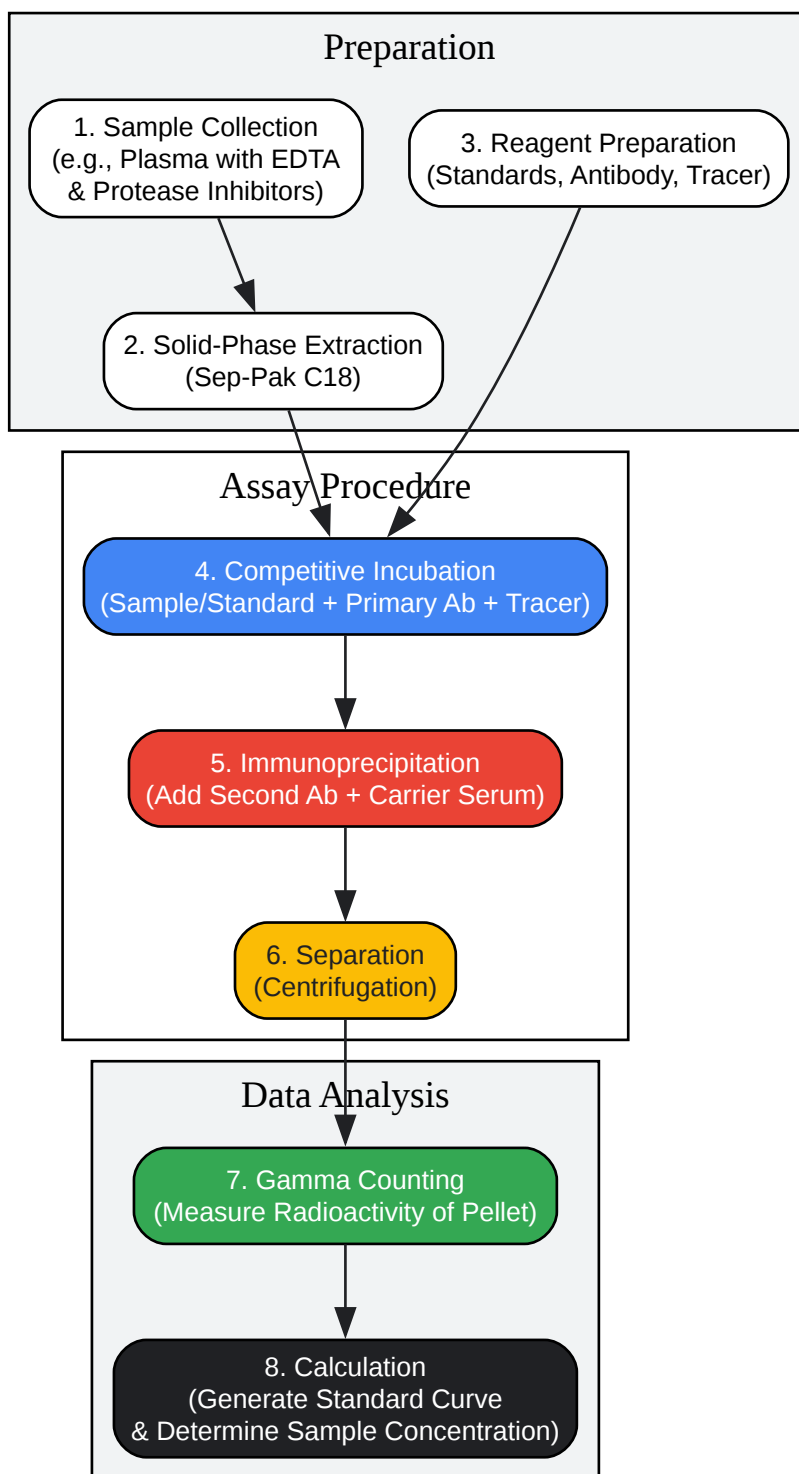 Preparation
1. Sample Collection
(e.g., Plasma with EDTA
& Protease Inhibitors)
3. Reagent Preparation
(Standards, Antibody, Tracer)
2. Solid-Phase Extraction
(Sep-Pak C18)
Assay Procedure
4. Competitive Incubation
(Sample/Standard + Primary Ab + Tracer)
5. Immunoprecipitation
(Add Second Ab + Carrier Serum)
6. Separation
(Centrifugation)
Data Analysis
7. Gamma Counting
(Measure Radioactivity of Pellet)
8. Calculation
(Generate Standard Curve
& Determine Sample Concentration)